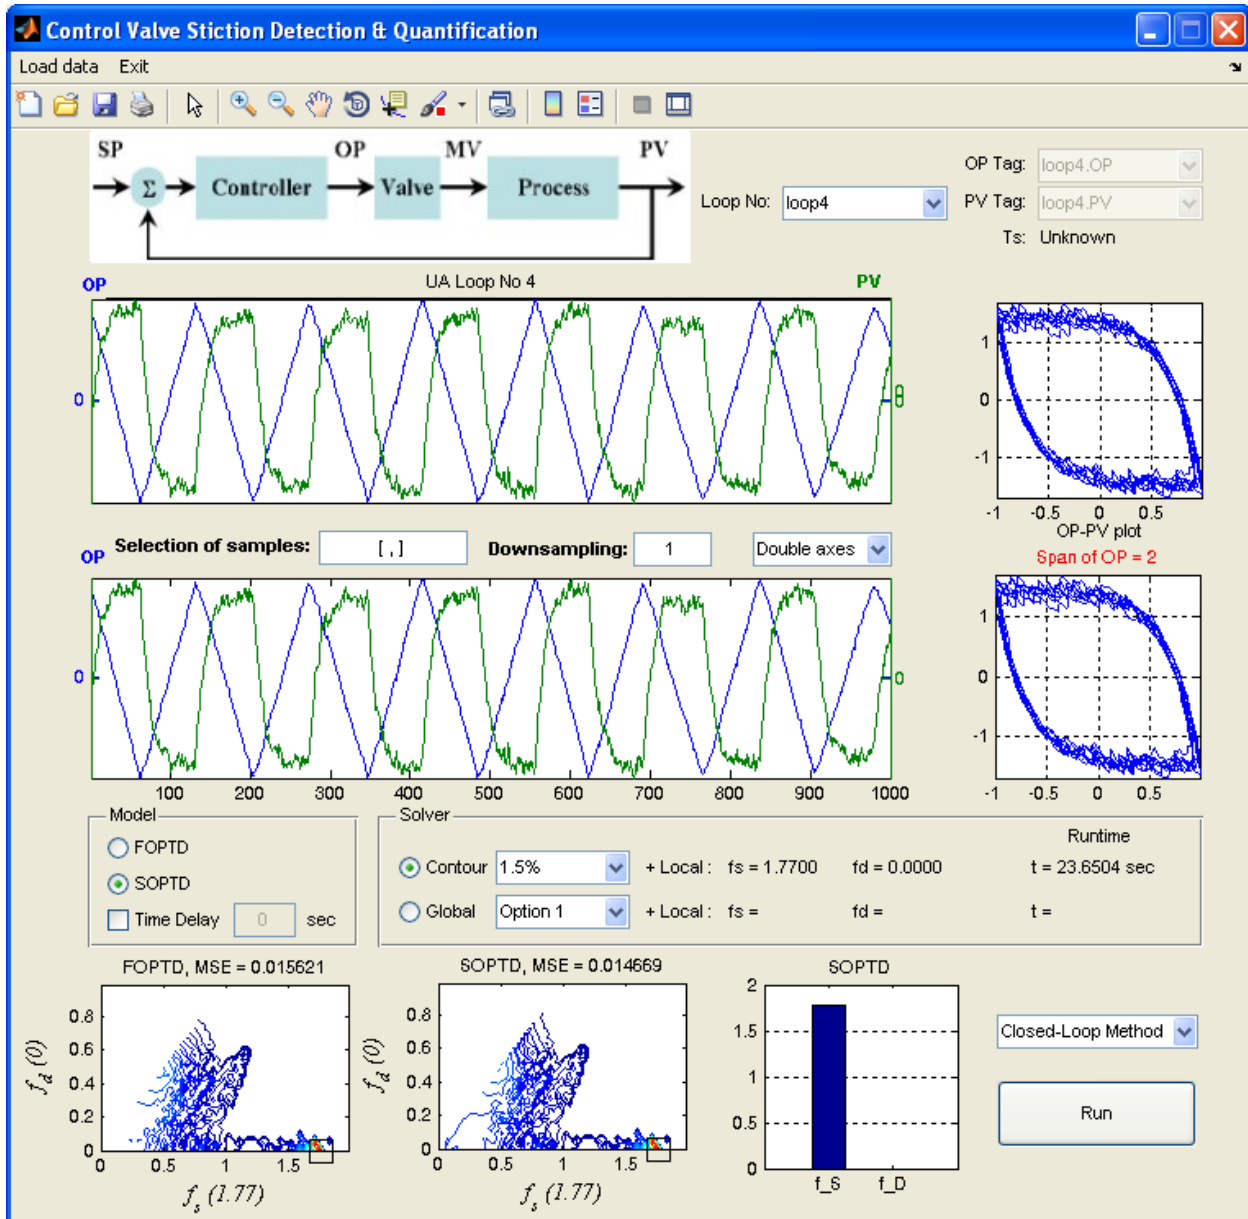 Control Valve Stiction Detection & Quantification
Load data Exit
SP OP MV PV
Σ Controller Valve Process
Loop No: loop4
OP Tag: loop4.OP
PV Tag: loop4.PV
Ts: Unknown
OP UA Loop No 4 PV
0 0 0
1
0
-1
-1 -0.5 0 0.5
OP-PV plot
OP Selection of samples: [ , ] Downsampling: 1 Double axes
Span of OP = 2
0 0
100 200 300 400 500 600 700 800 900 1000
1
0
-1
-1 -0.5 0 0.5
Model
FOPTD
SOPTD
Time Delay 0 sec
Solver
Runtime
Contour 1.5% + Local : fs = 1.7700 fd = 0.0000 t = 23.6504 sec
Global Option 1 + Local : fs = fd = t =
FOPTD, MSE = 0.015621
0.8
0.6
0.4
0.2
0
0 0.5 1 1.5
f_d (0)
f_s (1.77)
SOPTD, MSE = 0.014669
0.8
0.6
0.4
0.2
0
0 0.5 1 1.5
f_d (0)
f_s (1.77)
SOPTD
2
1.5
1
0.5
0
f_S f_D
Closed-Loop Method
Run